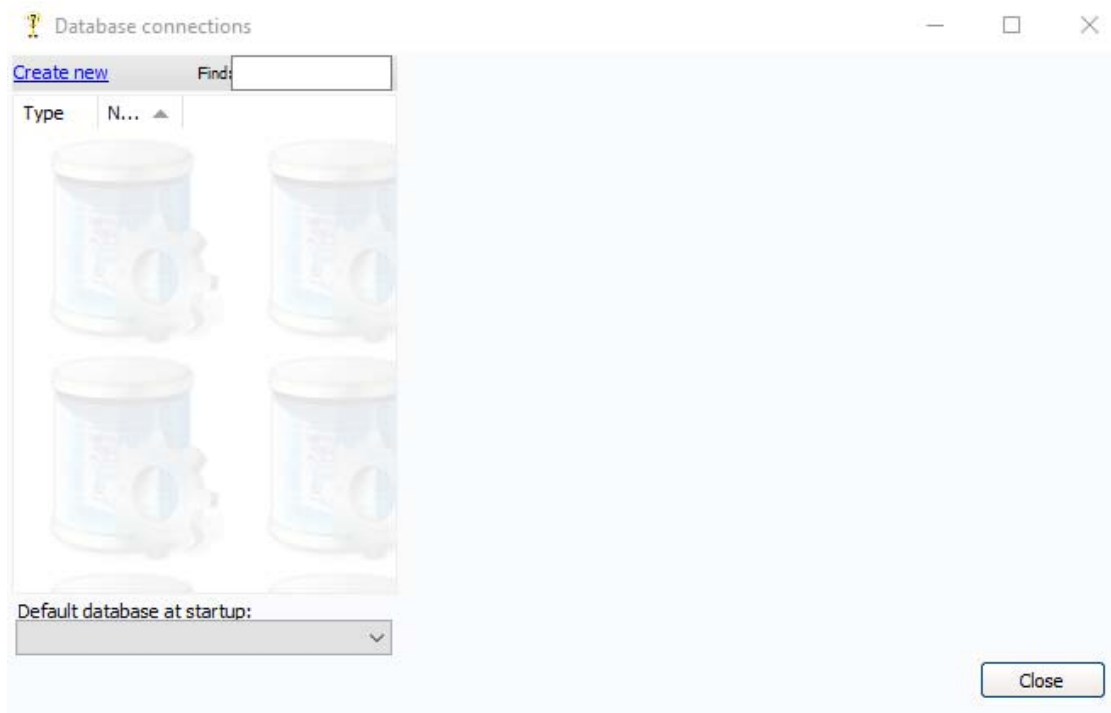 Database connections
Create new Find:
Type N...
Default database at startup:
Close